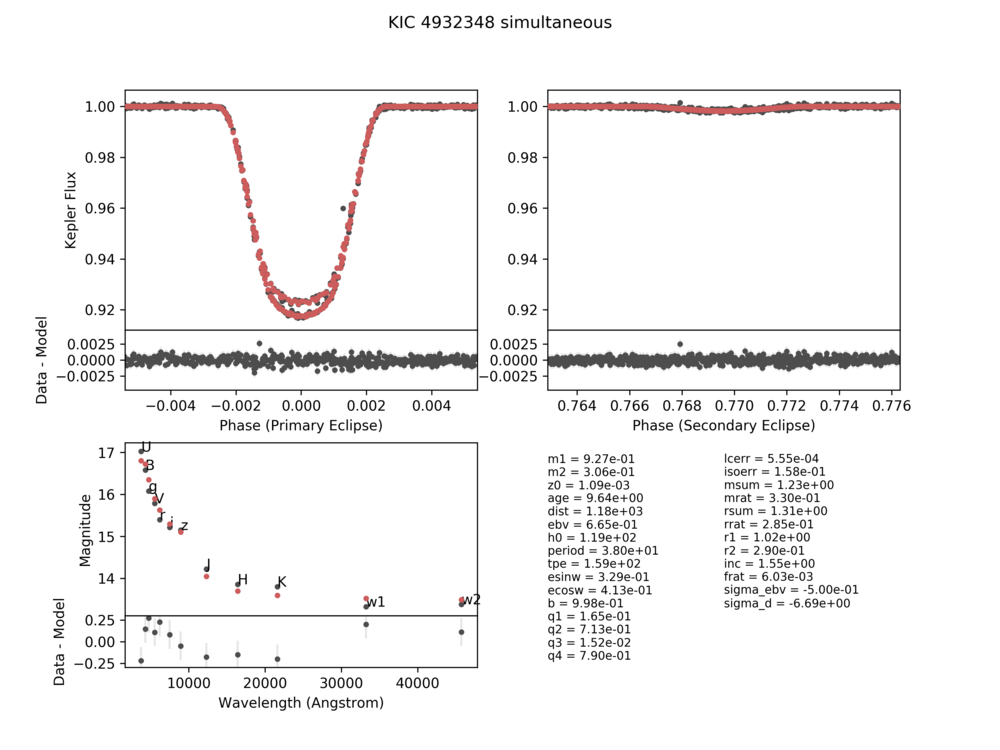 KIC 4932348 simultaneous
1.00
0.98
0.96
0.94
0.92
Kepler Flux
0.0025
0.0000
−0.0025
Data - Model
−0.004 −0.002 0.000 0.002 0.004
Phase (Primary Eclipse)
1.00
0.98
0.96
0.94
0.92
0.0025
0.0000
−0.0025
0.764 0.766 0.768 0.770 0.772 0.774 0.776
Phase (Secondary Eclipse)
17
16
15
14
Magnitude
U
B
g
V
r
i
z
J
H
K
w1
w2
0.25
0.00
−0.25
Data - Model
10000 20000 30000 40000
Wavelength (Angstrom)
m1 = 9.27e-01
m2 = 3.06e-01
z0 = 1.09e-03
age = 9.64e+00
dist = 1.18e+03
ebv = 6.65e-01
h0 = 1.19e+02
period = 3.80e+01
tpe = 1.59e+02
esinw = 3.29e-01
ecosw = 4.13e-01
b = 9.98e-01
q1 = 1.65e-01
q2 = 7.13e-01
q3 = 1.52e-02
q4 = 7.90e-01
lcerr = 5.55e-04
isoerr = 1.58e-01
msum = 1.23e+00
mrat = 3.30e-01
rsum = 1.31e+00
rrat = 2.85e-01
r1 = 1.02e+00
r2 = 2.90e-01
inc = 1.55e+00
frat = 6.03e-03
sigma_ebv = -5.00e-01
sigma_d = -6.69e+00